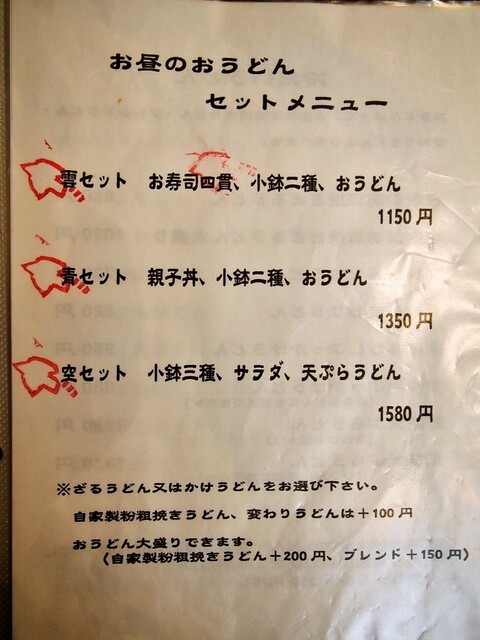 お昼のおうどん
セットメニュー
雲セット お寿司四貫、小鉢二種、おうどん
1150円
青セット 親子丼、小鉢二種、おうどん
1350円
空セット 小鉢三種、サラダ、天ぷらうどん
1580円
※ざるうどん又はかけうどんをお選び下さい。
自家製粉粗挽きうどん、変わりうどんは＋100円
おうどん大盛りできます。
（自家製粉粗挽きうどん＋200円、ブレンド＋150円）